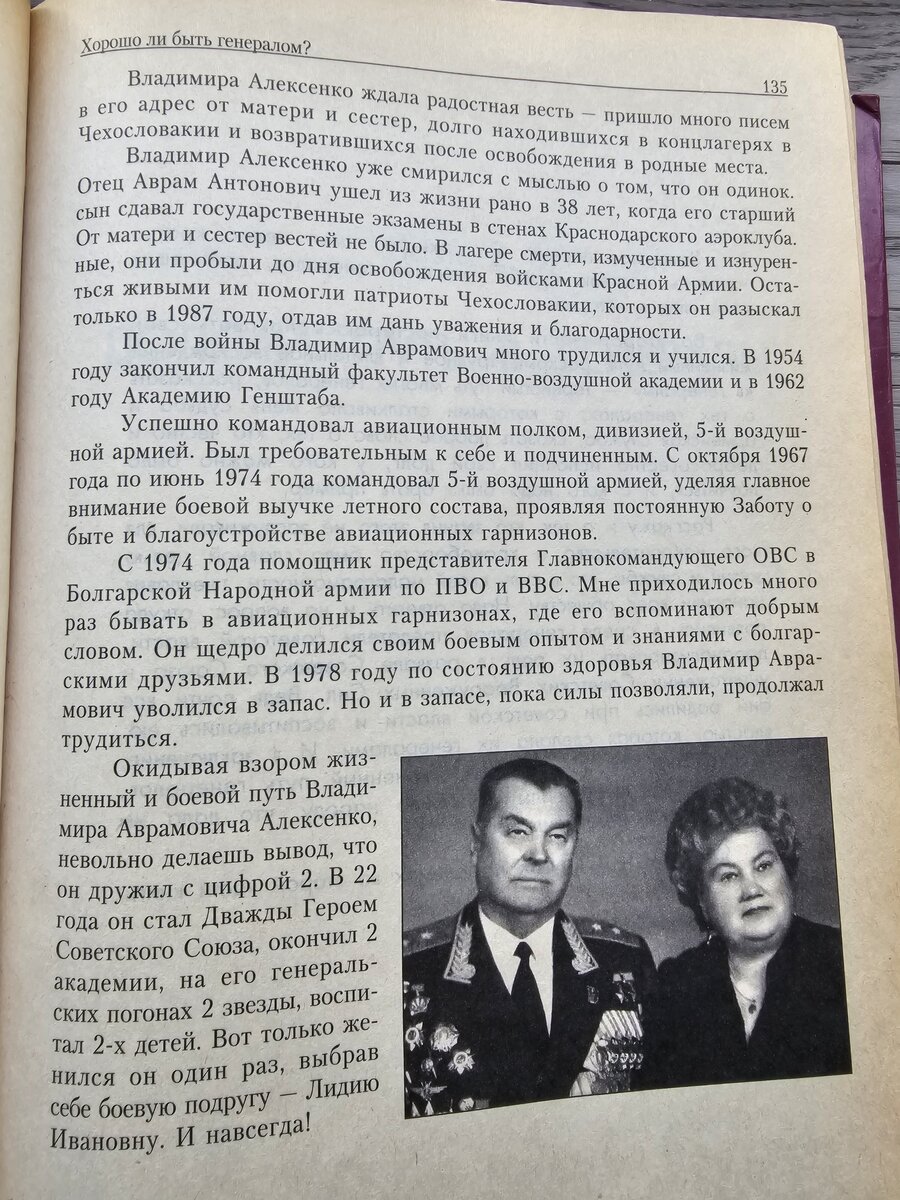 Хорошо ли быть генералом?
135
Владимира Алексенко ждала радостная весть — пришло много писем
в его адрес от матери и сестер, долго находившихся в концлагерях в
Чехословакии и возвратившихся после освобождения в родные места.
Владимир Алексенко уже смирился с мыслью о том, что он одинок.
Отец Аврам Антонович ушел из жизни рано в 38 лет, когда его старший
сын сдавал государственные экзамены в стенах Краснодарского аэроклуба.
От матери и сестер вестей не было. В лагере смерти, измученные и изнурен-
ные, они пробыли до дня освобождения войсками Красной Армии. Оста-
ться живыми им помогли патриоты Чехословакии, которых он разыскал
только в 1987 году, отдав им дань уважения и благодарности.
После войны Владимир Аврамович много трудился и учился. В 1954
году закончил командный факультет Военно-воздушной академии и в 1962
году Академию Генштаба.
Успешно командовал авиационным полком, дивизией, 5-й воздуш-
ной армией. Был требовательным к себе и подчиненным. С октября 1967
года по июнь 1974 года командовал 5-й воздушной армией, уделяя главное
внимание боевой выучке летного состава, проявляя постоянную Заботу о
быте и благоустройстве авиационных гарнизонов.
С 1974 года помощник представителя Главнокомандующего ОВС в
Болгарской Народной армии по ПВО и ВВС. Мне приходилось много
раз бывать в авиационных гарнизонах, где его вспоминают добрым
словом. Он щедро делился своим боевым опытом и знаниями с болгар-
скими друзьями. В 1978 году по состоянию здоровья Владимир Авра-
мович уволился в запас. Но и в запасе, пока силы позволяли, продолжал
трудиться.
Окидывая взором жиз-
ненный и боевой путь Влади-
мира Аврамовича Алексенко,
невольно делаешь вывод, что
он дружил с цифрой 2. В 22
года он стал Дважды Героем
Советского Союза, окончил 2
академии, на его генераль-
ских погонах 2 звезды, воспи-
тал 2-х детей. Вот только же-
нился он один раз, выбрав
себе боевую подругу — Лидию
Ивановну. И навсегда!